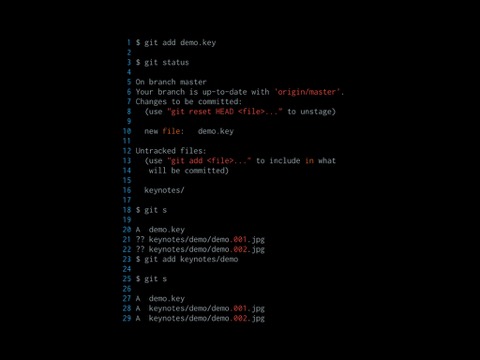 1 $ git add demo.key
2
3 $ git status
4
5 On branch master
6 Your branch is up-to-date with 'origin/master'.
7 Changes to be committed:
8   (use "git reset HEAD <file>..." to unstage)
9
10   new file:   demo.key
11
12 Untracked files:
13   (use "git add <file>..." to include in what
14    will be committed)
15
16   keynotes/
17
18 $ git s
19
20 A  demo.key
21 ?? keynotes/demo/demo.001.jpg
22 ?? keynotes/demo/demo.002.jpg
23 $ git add keynotes/demo
24
25 $ git s
26
27 A  demo.key
28 A  keynotes/demo/demo.001.jpg
29 A  keynotes/demo/demo.002.jpg